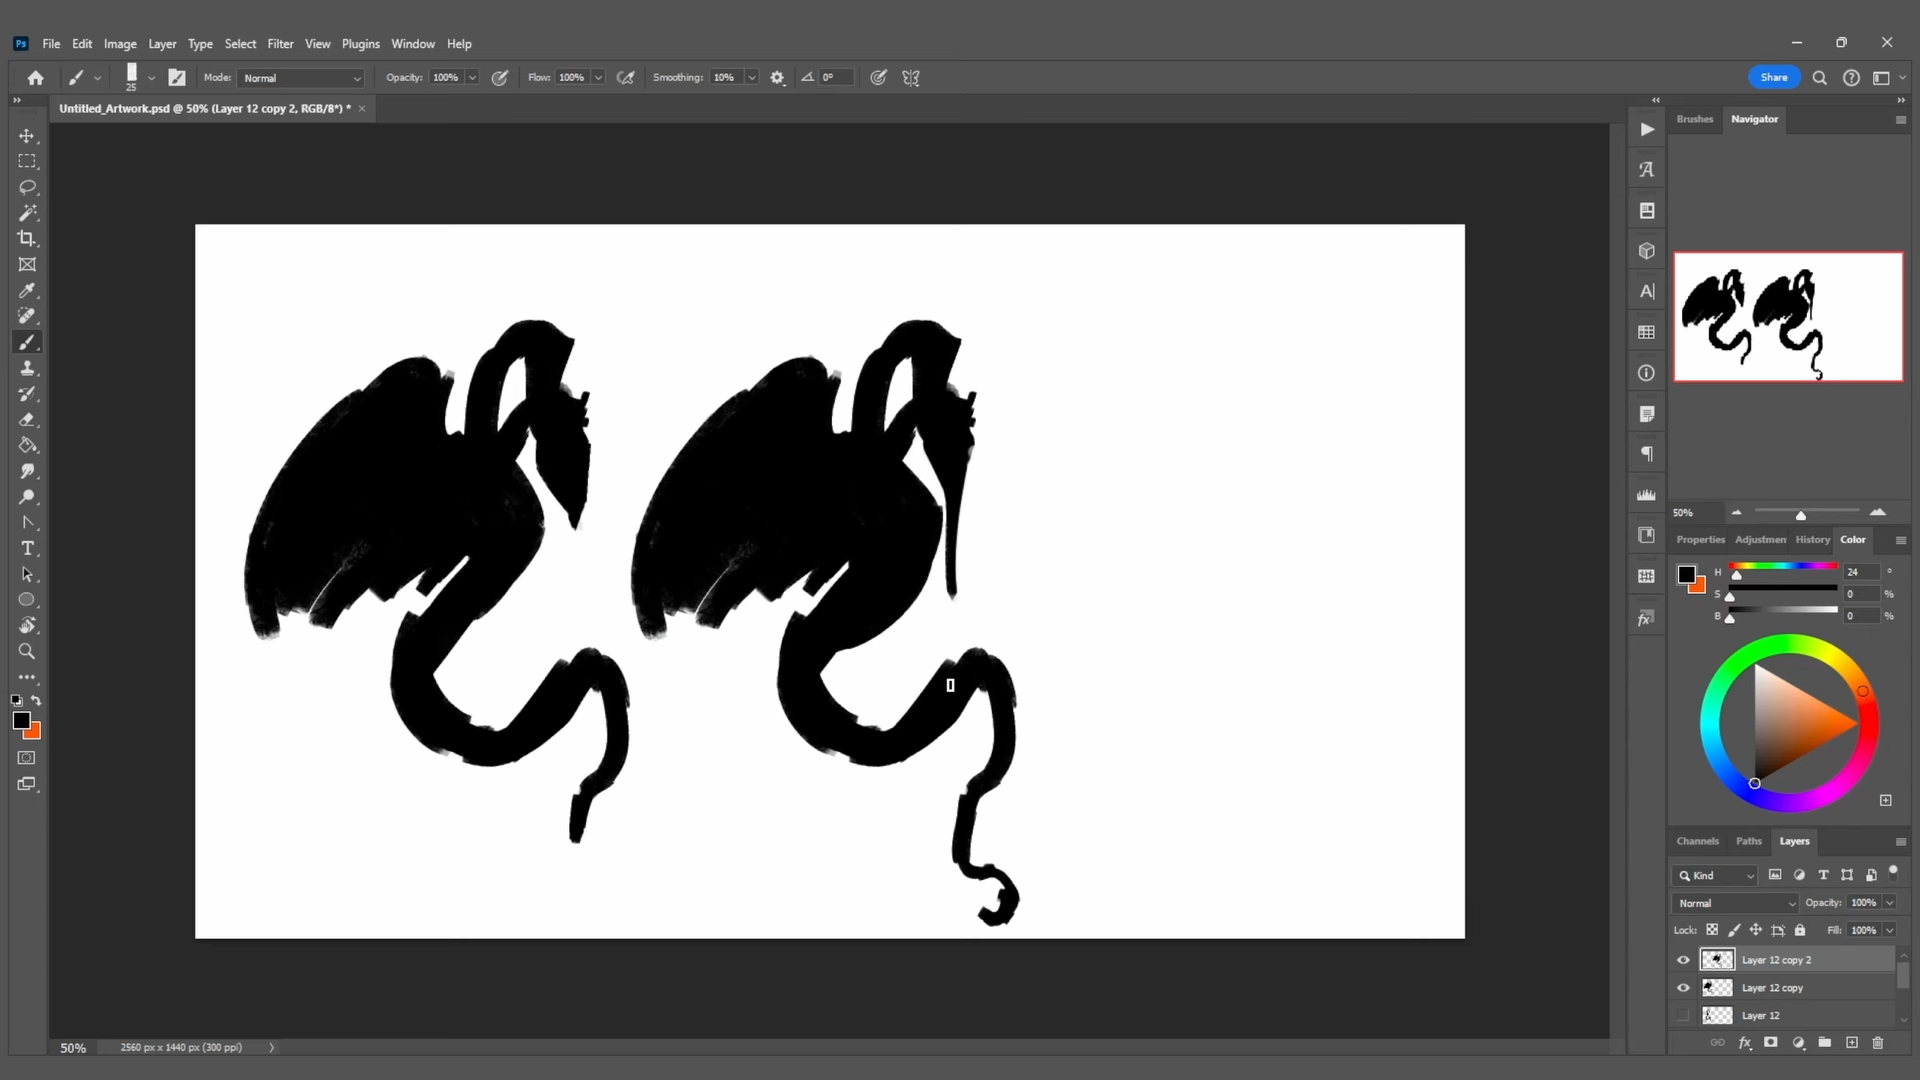 Ps File Edit Image Layer Type Select Filter View Plugins Window Help
25 Mode: Normal Opacity: 100% Flow: 100% Smoothing: 10% 0° Share
Untitled_Artwork.psd @ 50% (Layer 12 copy 2, RGB/8*) *
Brushes Navigator
50%
Properties Adjustmen History Color
H 24 °
S 0 %
B 0 %
Channels Paths Layers
Kind
Normal Opacity: 100%
Lock: Fill: 100%
Layer 12 copy 2
Layer 12 copy
Layer 12
fx
50% 2560 px x 1440 px (300 ppi)